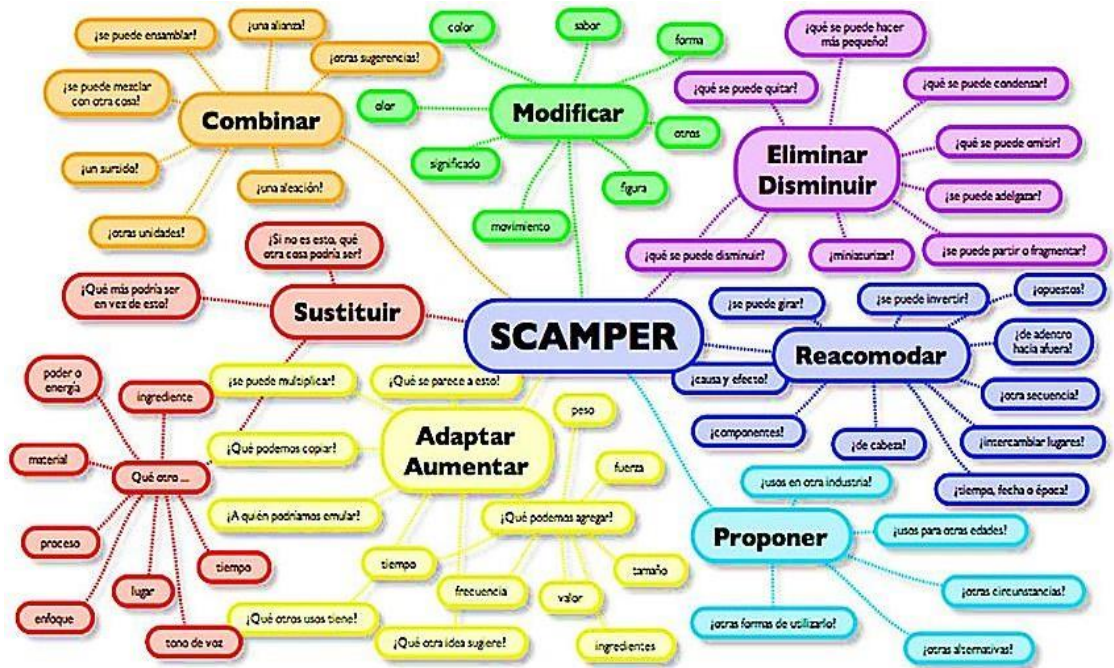 SCAMPER
Combinar
¿se puede ensamblar?
¿una alianza?
¿otras sugerencias?
¿se puede mezclar
con otra cosa?
¿un surtido?
¿una aleación?
¿otras unidades?
Modificar
color
sabor
forma
olor
otros
significado
figura
movimiento
Eliminar
Disminuir
¿qué se puede hacer
más pequeño?
¿qué se puede quitar?
¿qué se puede condensar?
¿qué se puede omitir?
¿se puede adelgazar?
¿qué se puede disminuir?
¿miniaturizar?
¿se puede partir o fragmentar?
Sustituir
¿Si no es esto, qué
otra cosa podría ser?
¿Qué más podría ser
en vez de esto?
Qué otro ...
poder o
energía
ingrediente
material
proceso
enfoque
lugar
tiempo
tono de voz
Adaptar
Aumentar
¿se puede multiplicar?
¿Qué se parece a esto?
¿Qué podemos copiar?
¿A quién podríamos emular?
¿Qué podemos agregar?
peso
fuerza
tiempo
frecuencia
valor
tamaño
ingredientes
¿Qué otros usos tiene?
¿Qué otra idea sugiere?
Reacomodar
¿se puede girar?
¿se puede invertir?
¿opuestos?
¿de adentro
hacia afuera?
¿causa y efecto?
¿otra secuencia?
¿componentes?
¿de cabeza?
¿intercambiar lugares?
¿tiempo, fecha o época?
Proponer
¿usos en otra industria?
¿usos para otras edades?
¿otras circunstancias?
¿otras formas de utilizarlo?
¿otras alternativas?